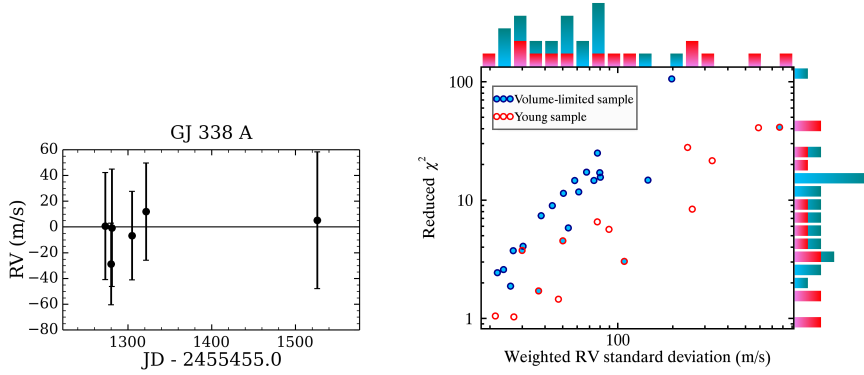 GJ 338 A
RV (m/s)
60
40
20
0
−20
−40
−60
−80
1300
1400
1500
JD - 2455455.0
Reduced χ²
100
10
1
Volume-limited sample
Young sample
100
Weighted RV standard deviation (m/s)